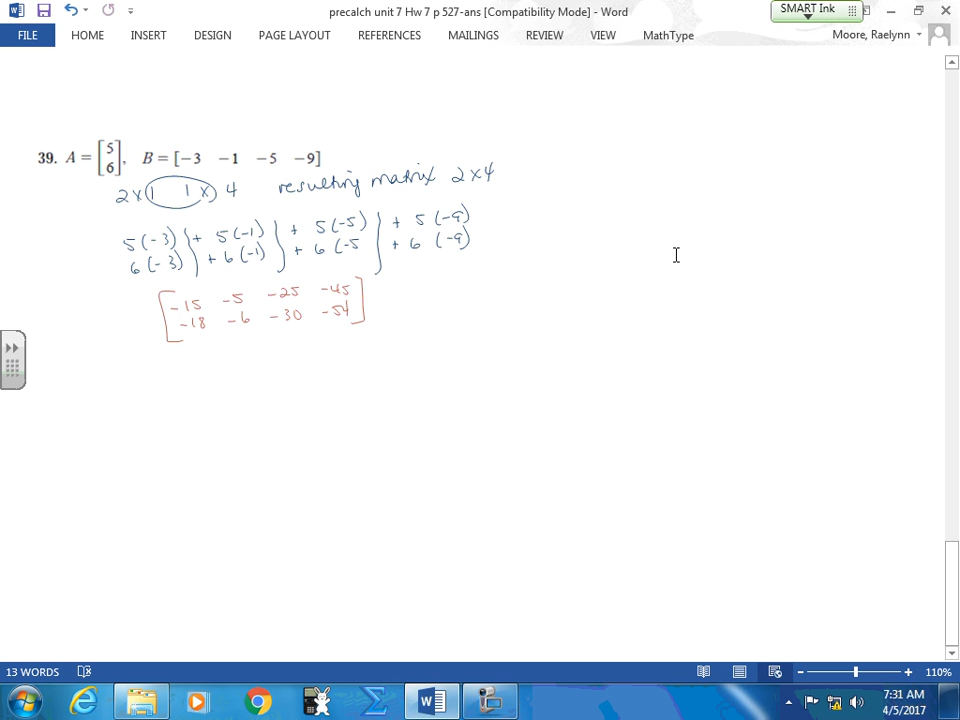 precalch unit 7 Hw 7 p 527-ans [Compatibility Mode] - Word
SMART Ink
FILE HOME INSERT DESIGN PAGE LAYOUT REFERENCES MAILINGS REVIEW VIEW MathType Moore, Raelynn
39. A = [5 6], B = [−3 −1 −5 −9]
2 x 1 1 x 4 resulting matrix 2 x 4
5(-3) + 5(-1) + 5(-5) + 5(-9)
6(-3) + 6(-1) + 6(-5 + 6(-9)
-15 -5 -25 -45
-18 -6 -30 -54
13 WORDS 110%
7:31 AM
4/5/2017